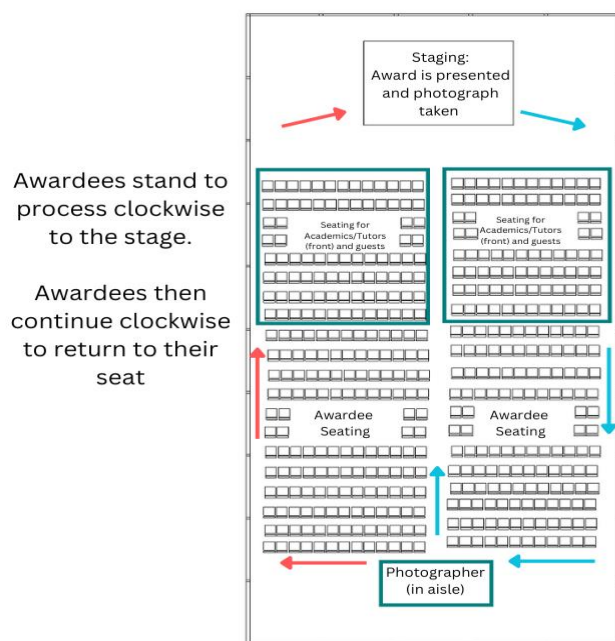 Staging:
Award is presented
and photograph
taken
Awardees stand to
process clockwise
to the stage.
Awardees then
continue clockwise
to return to their
seat
Seating for
Academics/Tutors
(front) and guests
Seating for
Academics/Tutors
(front) and guests
Awardee
Seating
Awardee
Seating
Photographer
(in aisle)